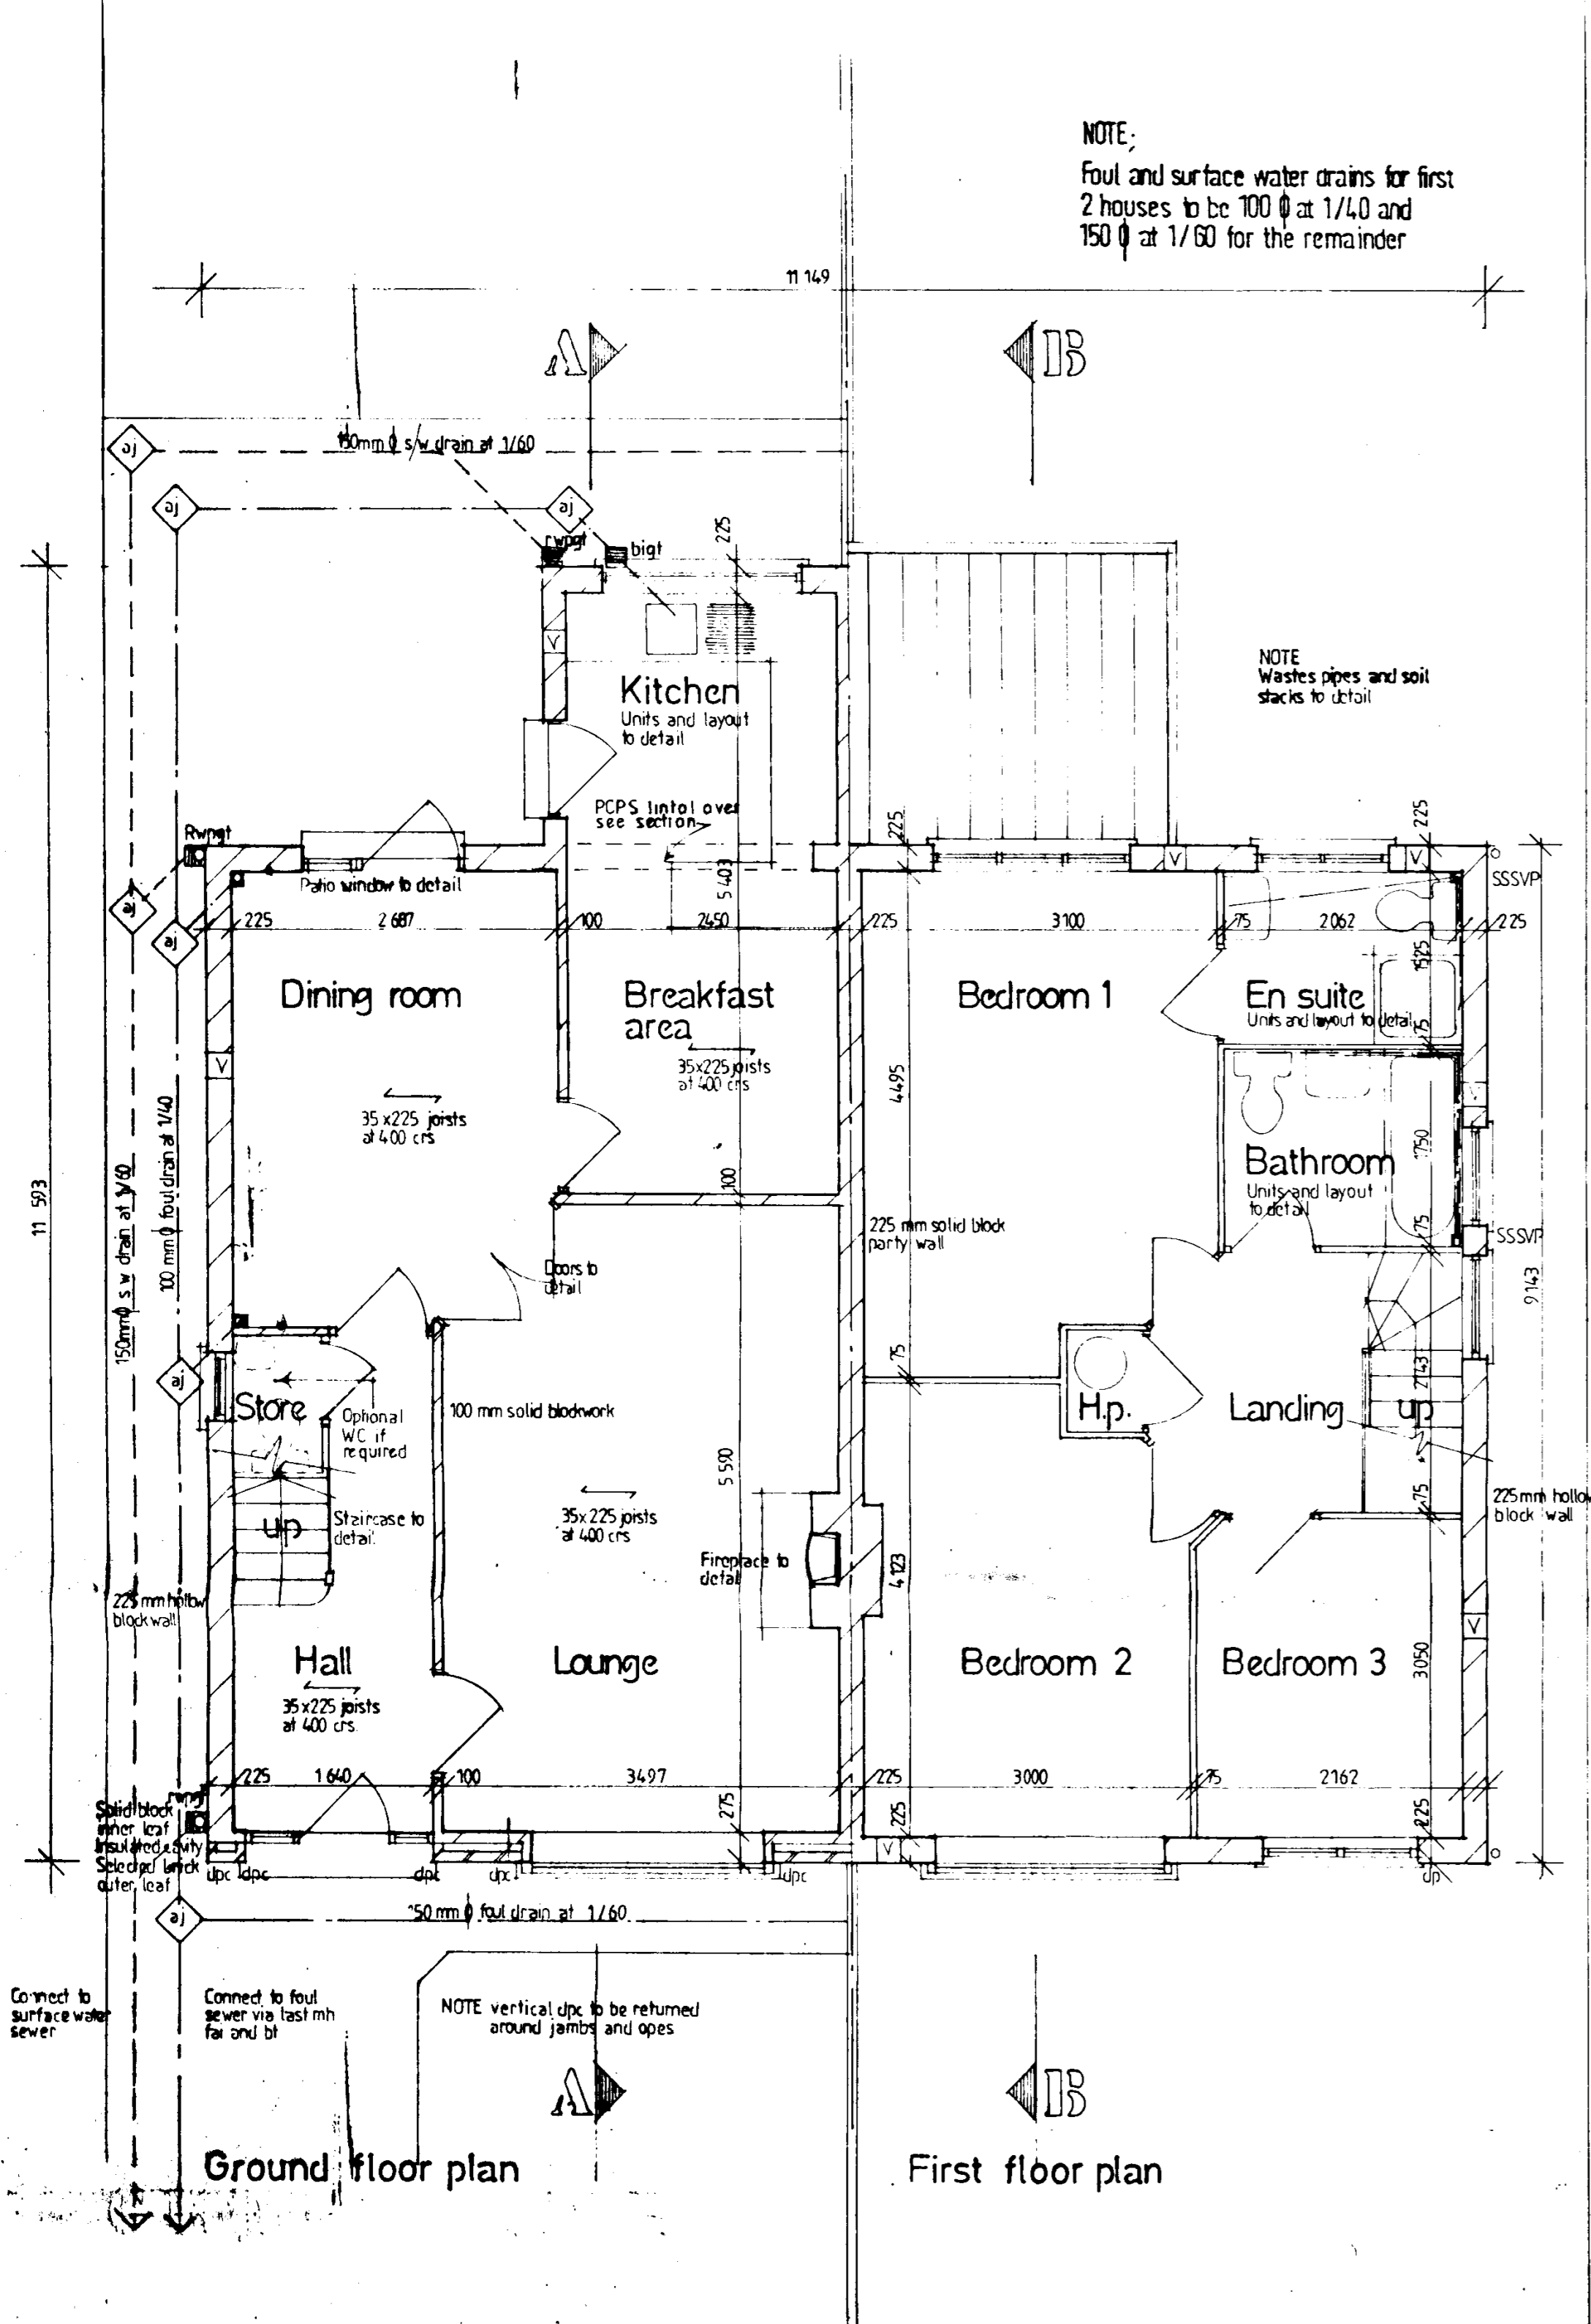 NOTE;
Foul and surface water drains for first
2 houses to be 100 φ at 1/40 and
150 φ at 1/60 for the remainder
11 149
A
B
150mm φ s/w drain at 1/60
aj
aj
aj
rwpgt
bigt
225
Kitchen
Units and layout
to detail
NOTE
Wastes pipes and soil
stacks to detail
PCPS lintol over
see section
Rwpgt
Patio window to detail
5 403
225
225
SSSVP
V
V
V
aj
aj
225
2 687
100
2450
225
3100
75
2062
225
1525
Dining room
Breakfast
area
Bedroom 1
En suite
Units and layout to detail
75
V
35x225 joists
at 400 crs
35x225 joists
at 400 crs
4495
V
11 593
150mm φ s w drain at 1/60
100 mm φ foul drain at 1/40
100
1750
Bathroom
Units and layout
to detail
225 mm solid block
party wall
75
SSSVP
9143
Doors to
detail
75
2143
aj
Store
Optional
WC if
required
100 mm solid blockwork
H.p.
Landing
up
5 590
75
225mm hollow
block wall
up
Staircase to
detail
35x225 joists
at 400 crs
Fireplace to
detail
4123
225 mm hollow
block wall
V
Hall
Lounge
Bedroom 2
Bedroom 3
3050
35x225 joists
at 400 crs
225
1640
100
3497
275
225
225
3000
75
2162
225
rwpgt
Solid block
inner leaf
Insulated cavity
Selected brick
outer leaf
dpc
dpc
dpc
dpc
dpc
V
dp
aj
150 mm φ foul drain at 1/60
Connect to
surface water
sewer
Connect to foul
sewer via last mh
fai and bt
NOTE vertical dpc to be returned
around jambs and opes
A
B
Ground floor plan
First floor plan